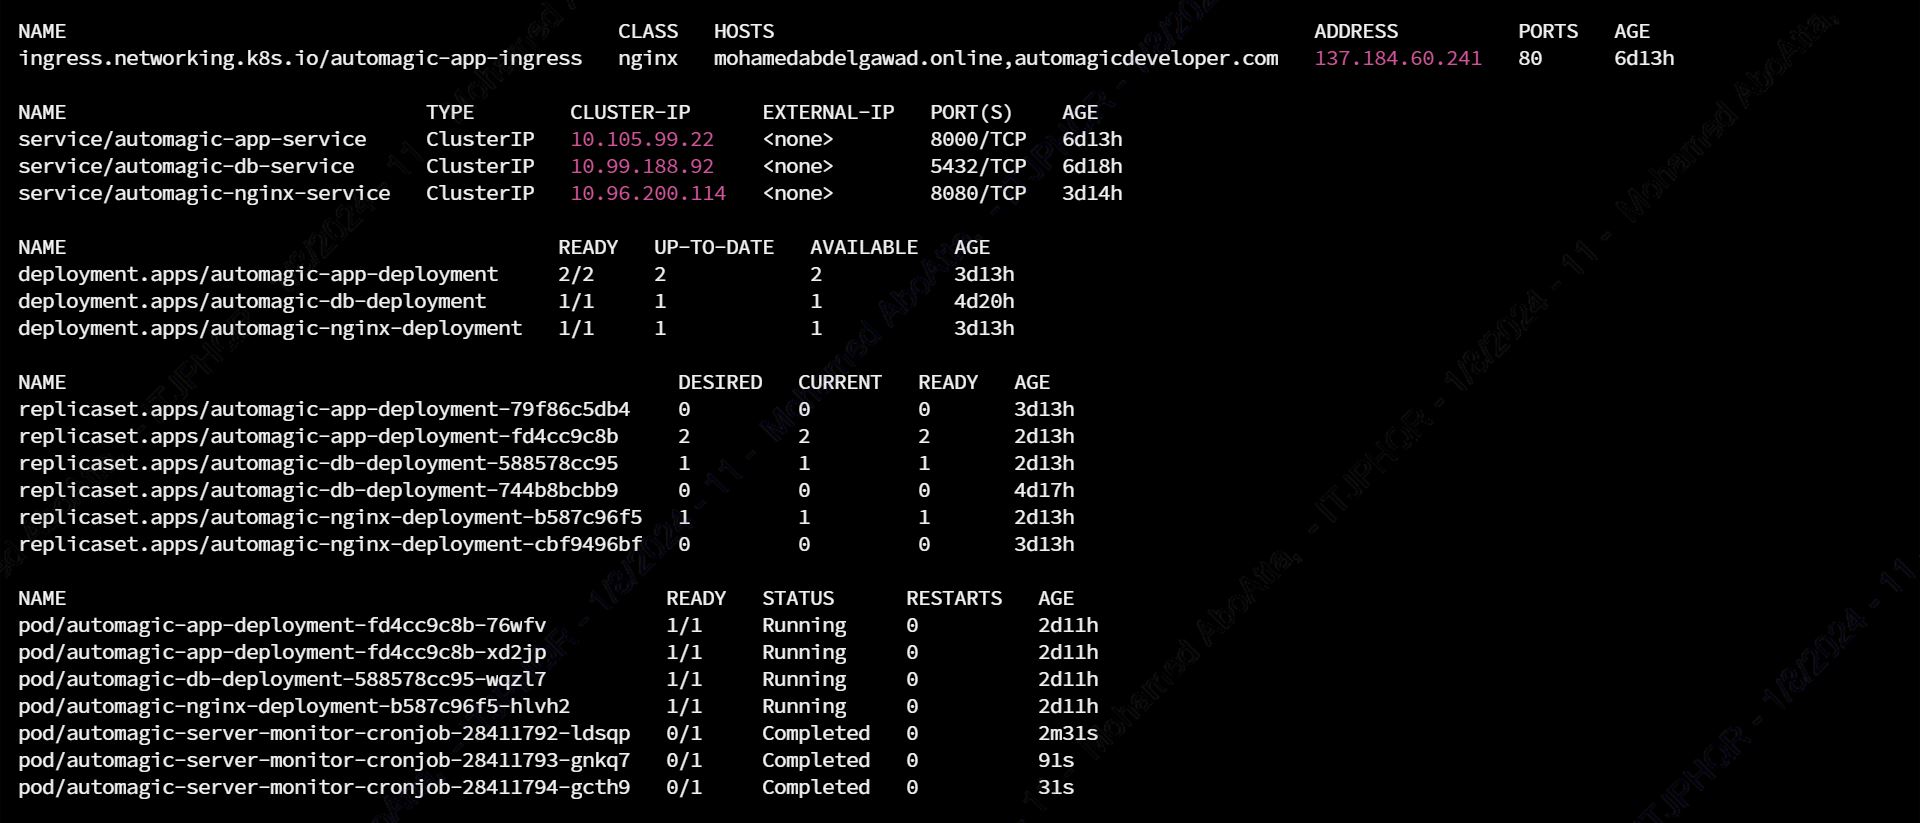 NAME CLASS HOSTS ADDRESS PORTS AGE
ingress.networking.k8s.io/automagic-app-ingress nginx mohamedabdelgawad.online,automagicdeveloper.com 137.184.60.241 80 6d13h
NAME TYPE CLUSTER-IP EXTERNAL-IP PORT(S) AGE
service/automagic-app-service ClusterIP 10.105.99.22 <none> 8000/TCP 6d13h
service/automagic-db-service ClusterIP 10.99.188.92 <none> 5432/TCP 6d18h
service/automagic-nginx-service ClusterIP 10.96.200.114 <none> 8080/TCP 3d14h
NAME READY UP-TO-DATE AVAILABLE AGE
deployment.apps/automagic-app-deployment 2/2 2 2 3d13h
deployment.apps/automagic-db-deployment 1/1 1 1 4d20h
deployment.apps/automagic-nginx-deployment 1/1 1 1 3d13h
NAME DESIRED CURRENT READY AGE
replicaset.apps/automagic-app-deployment-79f86c5db4 0 0 0 3d13h
replicaset.apps/automagic-app-deployment-fd4cc9c8b 2 2 2 2d13h
replicaset.apps/automagic-db-deployment-588578cc95 1 1 1 2d13h
replicaset.apps/automagic-db-deployment-744b8bcbb9 0 0 0 4d17h
replicaset.apps/automagic-nginx-deployment-b587c96f5 1 1 1 2d13h
replicaset.apps/automagic-nginx-deployment-cbf9496bf 0 0 0 3d13h
NAME READY STATUS RESTARTS AGE
pod/automagic-app-deployment-fd4cc9c8b-76wfv 1/1 Running 0 2d11h
pod/automagic-app-deployment-fd4cc9c8b-xd2jp 1/1 Running 0 2d11h
pod/automagic-db-deployment-588578cc95-wqzl7 1/1 Running 0 2d11h
pod/automagic-nginx-deployment-b587c96f5-hlvh2 1/1 Running 0 2d11h
pod/automagic-server-monitor-cronjob-28411792-ldsqp 0/1 Completed 0 2m31s
pod/automagic-server-monitor-cronjob-28411793-gnkq7 0/1 Completed 0 91s
pod/automagic-server-monitor-cronjob-28411794-gcth9 0/1 Completed 0 31s